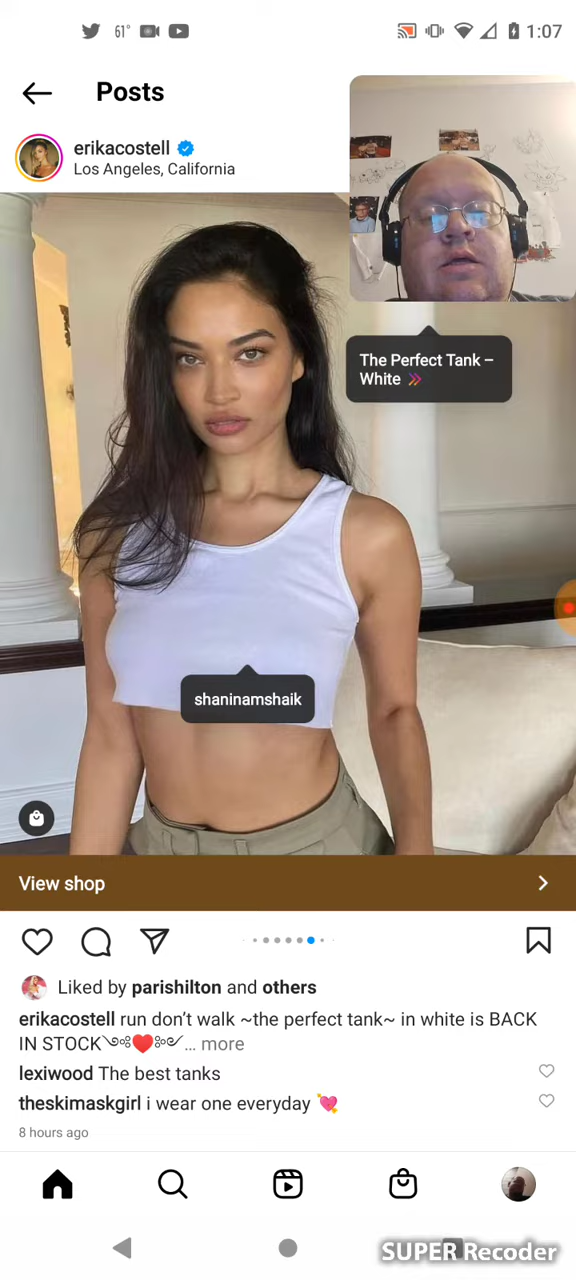 61° 1:07
Posts
erikacostell
Los Angeles, California
The Perfect Tank –
White
shaninamshaik
View shop
Liked by parishilton and others
erikacostell run don’t walk ~the perfect tank~ in white is BACK
IN STOCK༺♥️༻... more
lexiwood The best tanks
theskimaskgirl i wear one everyday 💘
8 hours ago
SUPER Recoder